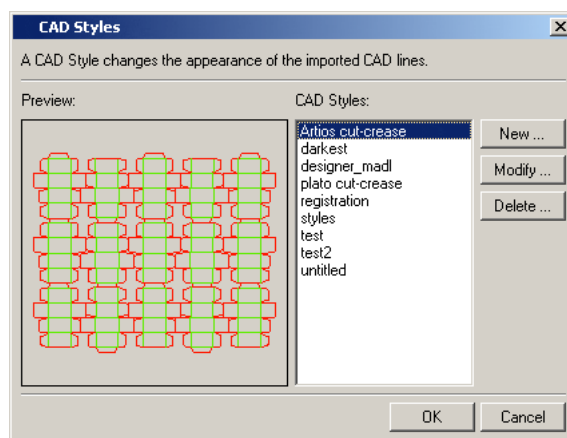 CAD Styles
A CAD Style changes the appearance of the imported CAD lines.
Preview:
CAD Styles:
Artios cut-crease
darkest
designer_madl
plato cut-crease
registration
styles
test
test2
untitled
New ...
Modify ...
Delete ...
OK
Cancel